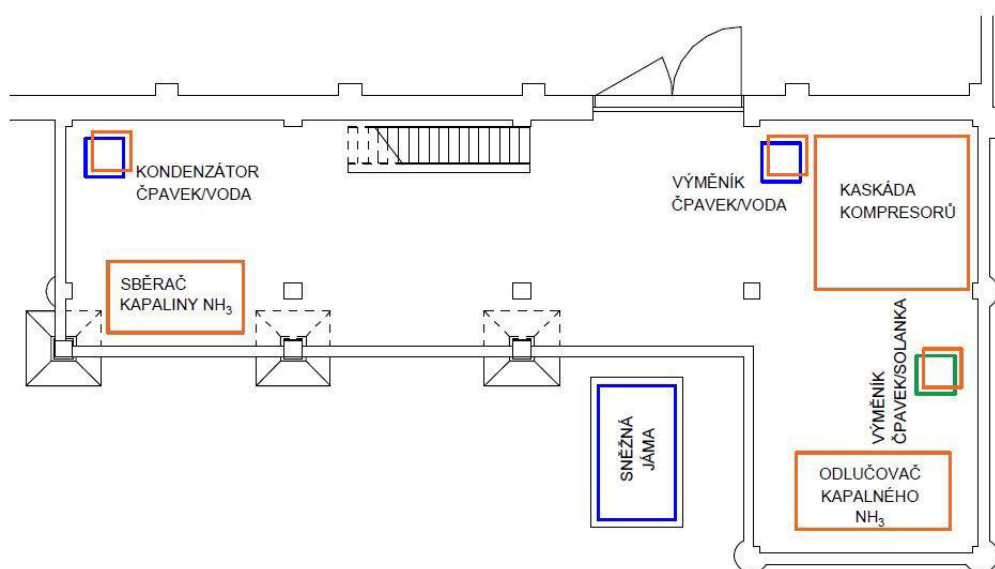 KONDENZÁTOR
ČPAVEK/VODA
VÝMĚNÍK
ČPAVEK/VODA
KASKÁDA
KOMPRESORŮ
SBĚRAČ
KAPALINY NH₃
VÝMĚNÍK
ČPAVEK/SOLANKA
SNĚŽNÁ
JÁMA
ODLUČOVAČ
KAPALNÉHO
NH₃